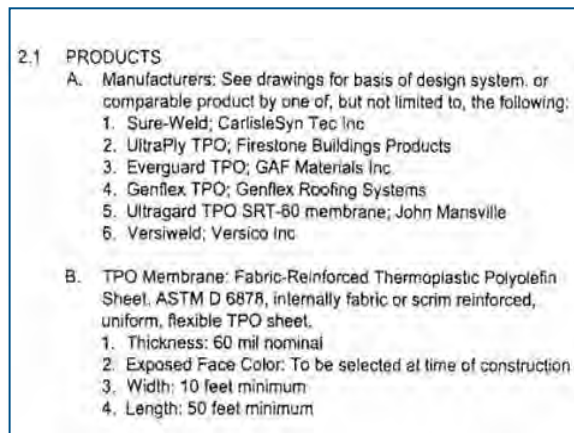 2.1 PRODUCTS
A. Manufacturers: See drawings for basis of design system. or
comparable product by one of, but not limited to, the following:
1. Sure-Weld; CarlisleSyn Tec Inc
2. UltraPly TPO; Firestone Buildings Products
3. Everguard TPO; GAF Materials Inc
4. Genflex TPO; Genflex Roofing Systems
5. Ultragard TPO SRT-60 membrane; John Mansville
6. Versiweld; Versico Inc
B. TPO Membrane: Fabric-Reinforced Thermoplastic Polyolefin
Sheet. ASTM D 6878, internally fabric or scrim reinforced,
uniform, flexible TPO sheet.
1. Thickness: 60 mil nominal
2. Exposed Face Color: To be selected at time of construction
3. Width: 10 feet minimum
4. Length: 50 feet minimum